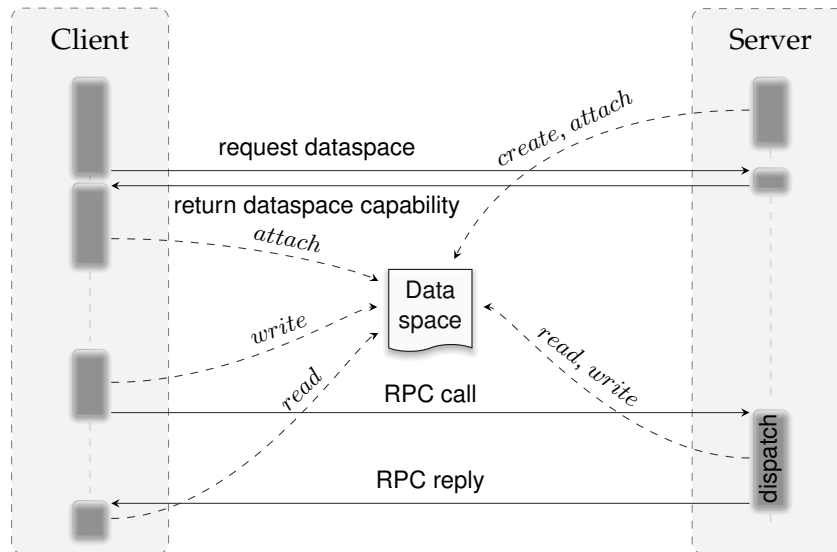 Client
Server
create, attach
request dataspace
return dataspace capability
attach
Data
space
write
read, write
read
RPC call
dispatch
RPC reply